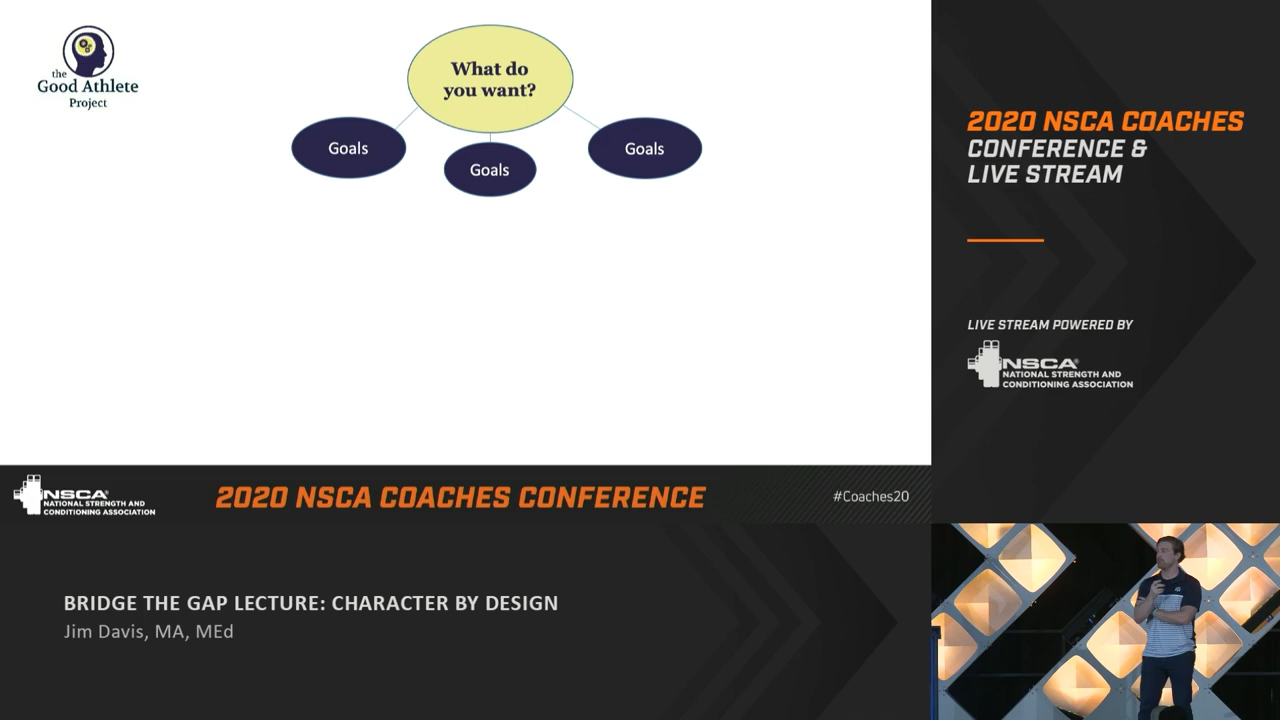 the
Good Athlete
Project
What do
you want?
Goals
Goals
Goals
2020 NSCA COACHES
CONFERENCE &
LIVE STREAM
LIVE STREAM POWERED BY
NSCA®
NATIONAL STRENGTH AND
CONDITIONING ASSOCIATION
NSCA®
NATIONAL STRENGTH AND
CONDITIONING ASSOCIATION
2020 NSCA COACHES CONFERENCE
#Coaches20
BRIDGE THE GAP LECTURE: CHARACTER BY DESIGN
Jim Davis, MA, MEd